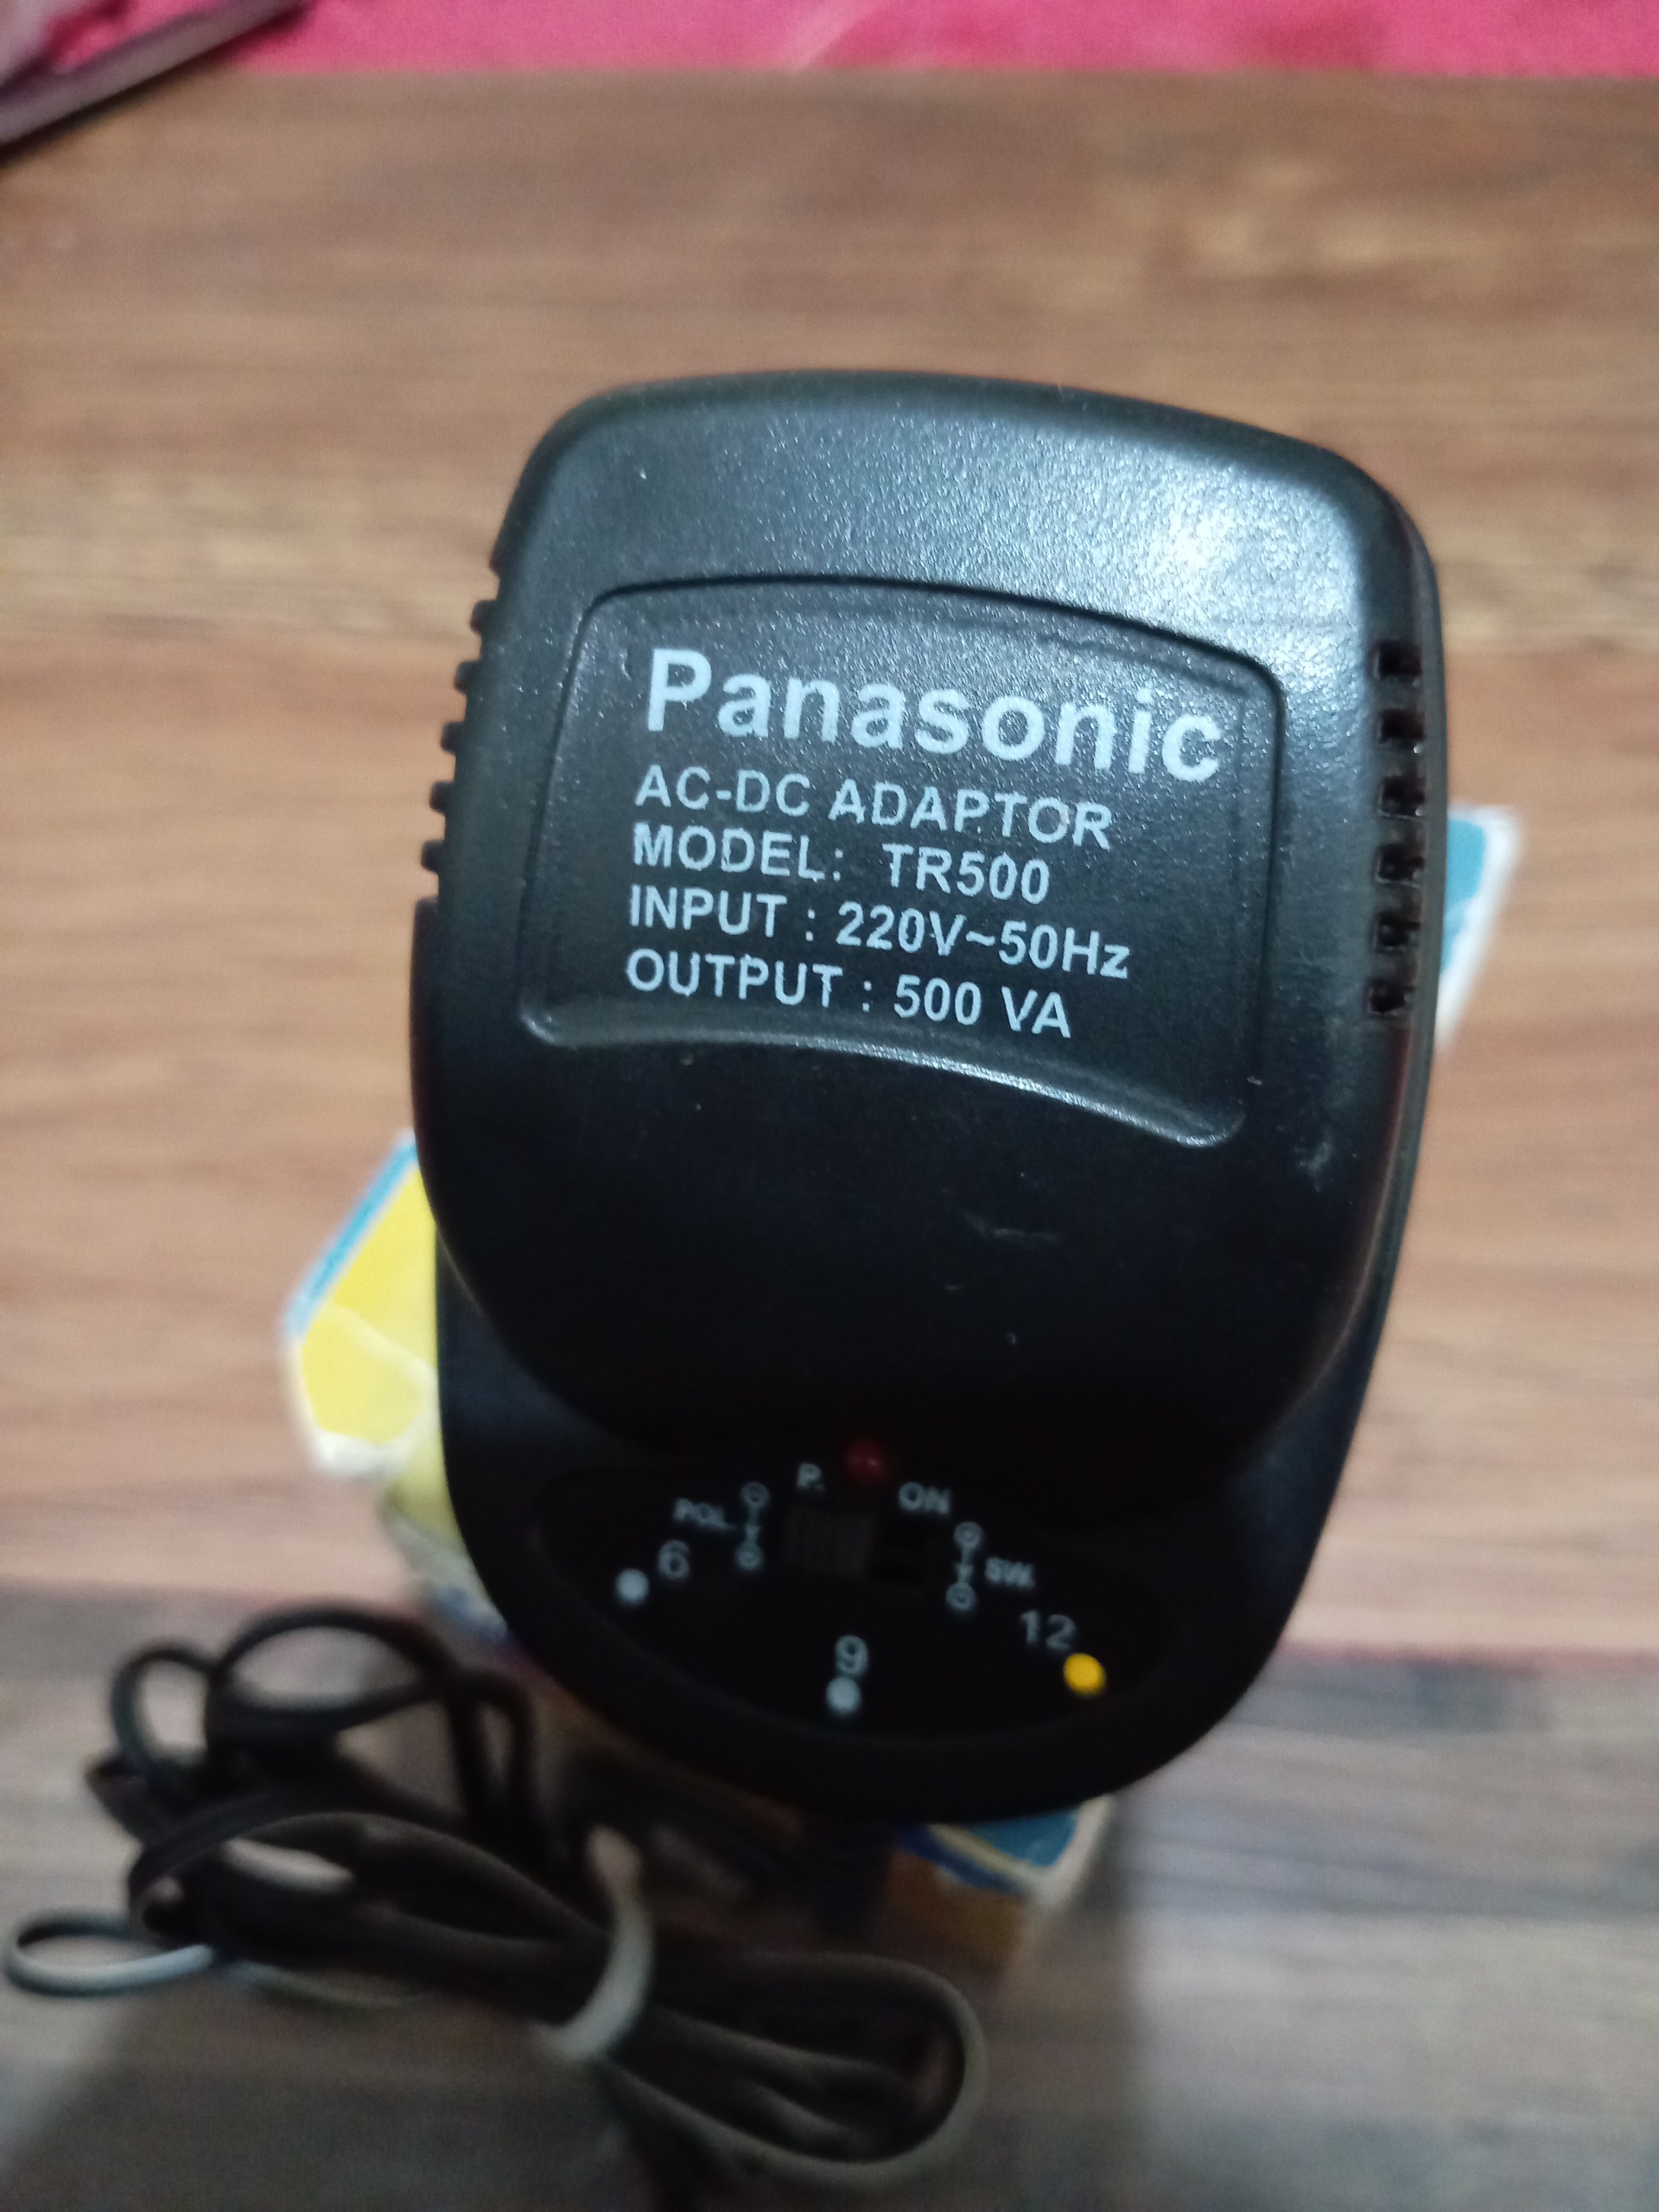 Panasonic
AC-DC ADAPTOR
MODEL: TR500
INPUT : 220V~50Hz
OUTPUT : 500 VA
P. ON
POL. SW.
6 12
9